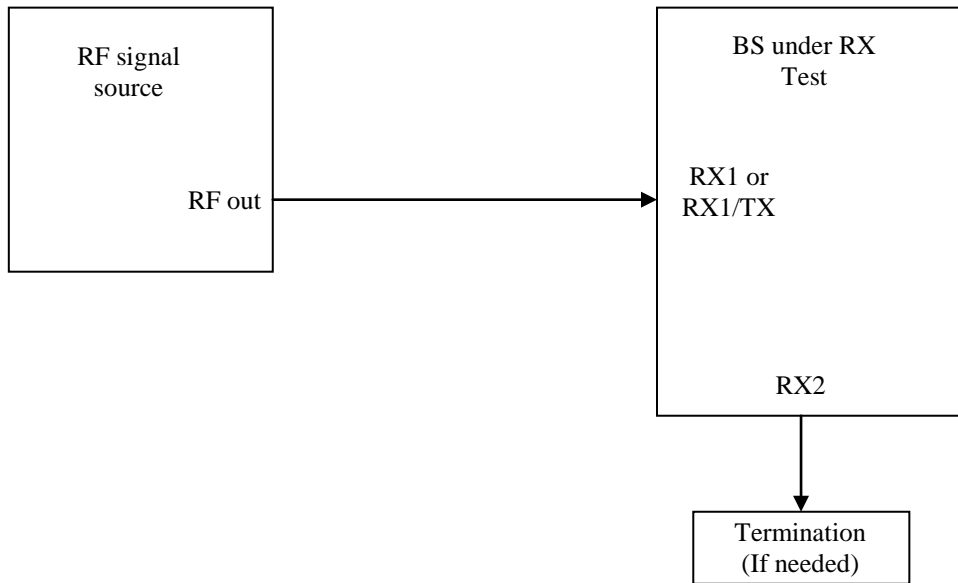 RF signal
source
RF out
BS under RX
Test
RX1 or
RX1/TX
RX2
Termination
(If needed)